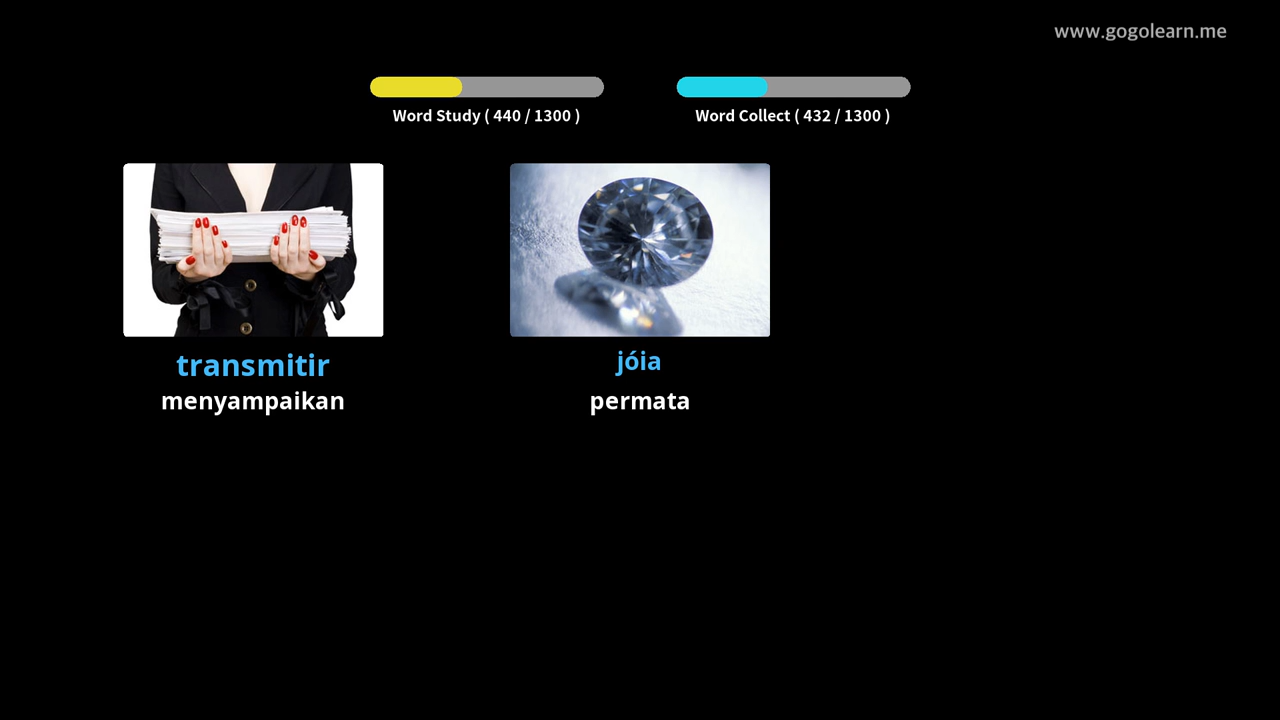 www.gogolearn.me
Word Study ( 440 / 1300 )
Word Collect ( 432 / 1300 )
transmitir
menyampaikan
jóia
permata